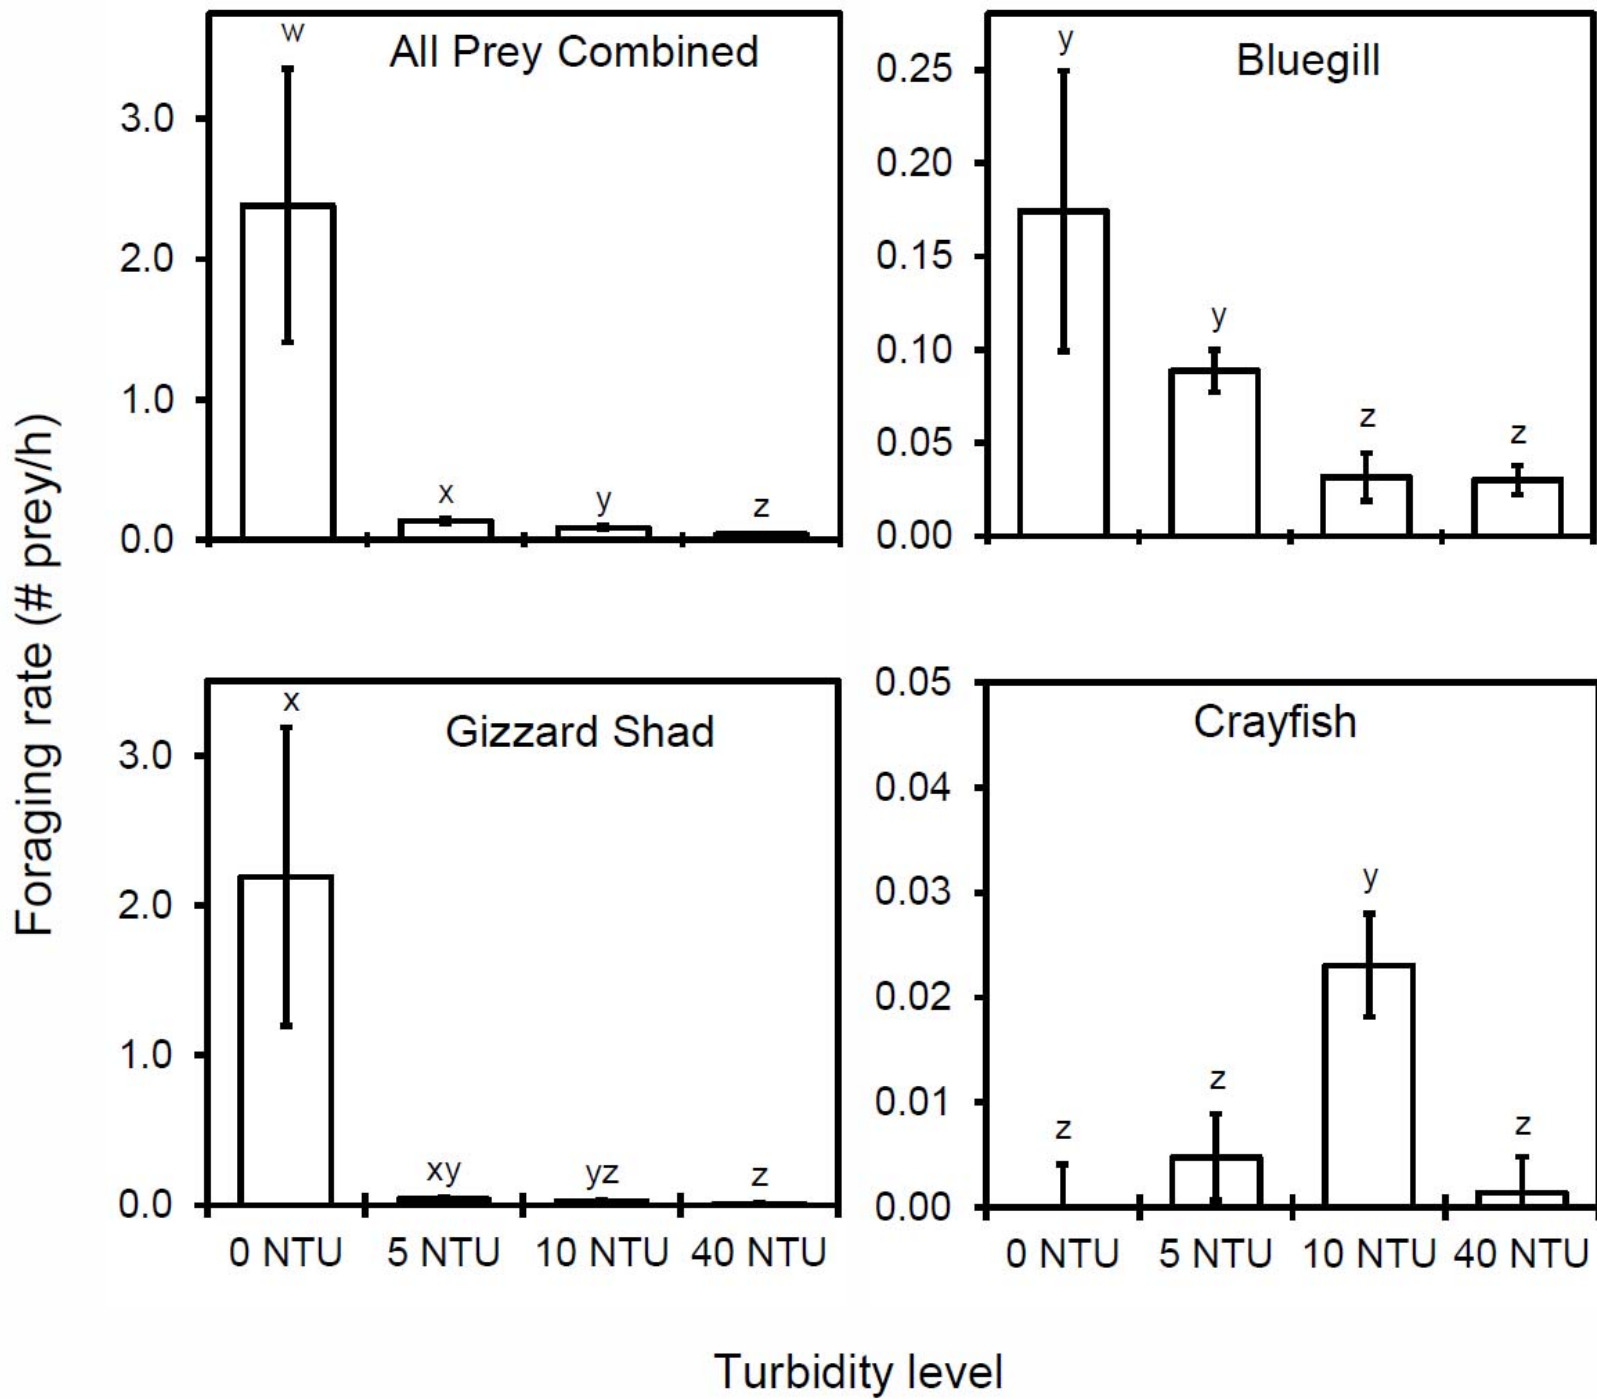 Foraging rate (# prey/h)
All Prey Combined
w
x
y
z
3.0
2.0
1.0
0.0
Bluegill
y
y
z
z
0.25
0.20
0.15
0.10
0.05
0.00
Gizzard Shad
x
xy
yz
z
3.0
2.0
1.0
0.0
0 NTU 5 NTU 10 NTU 40 NTU
Crayfish
z
z
y
z
0.05
0.04
0.03
0.02
0.01
0.00
0 NTU 5 NTU 10 NTU 40 NTU
Turbidity level